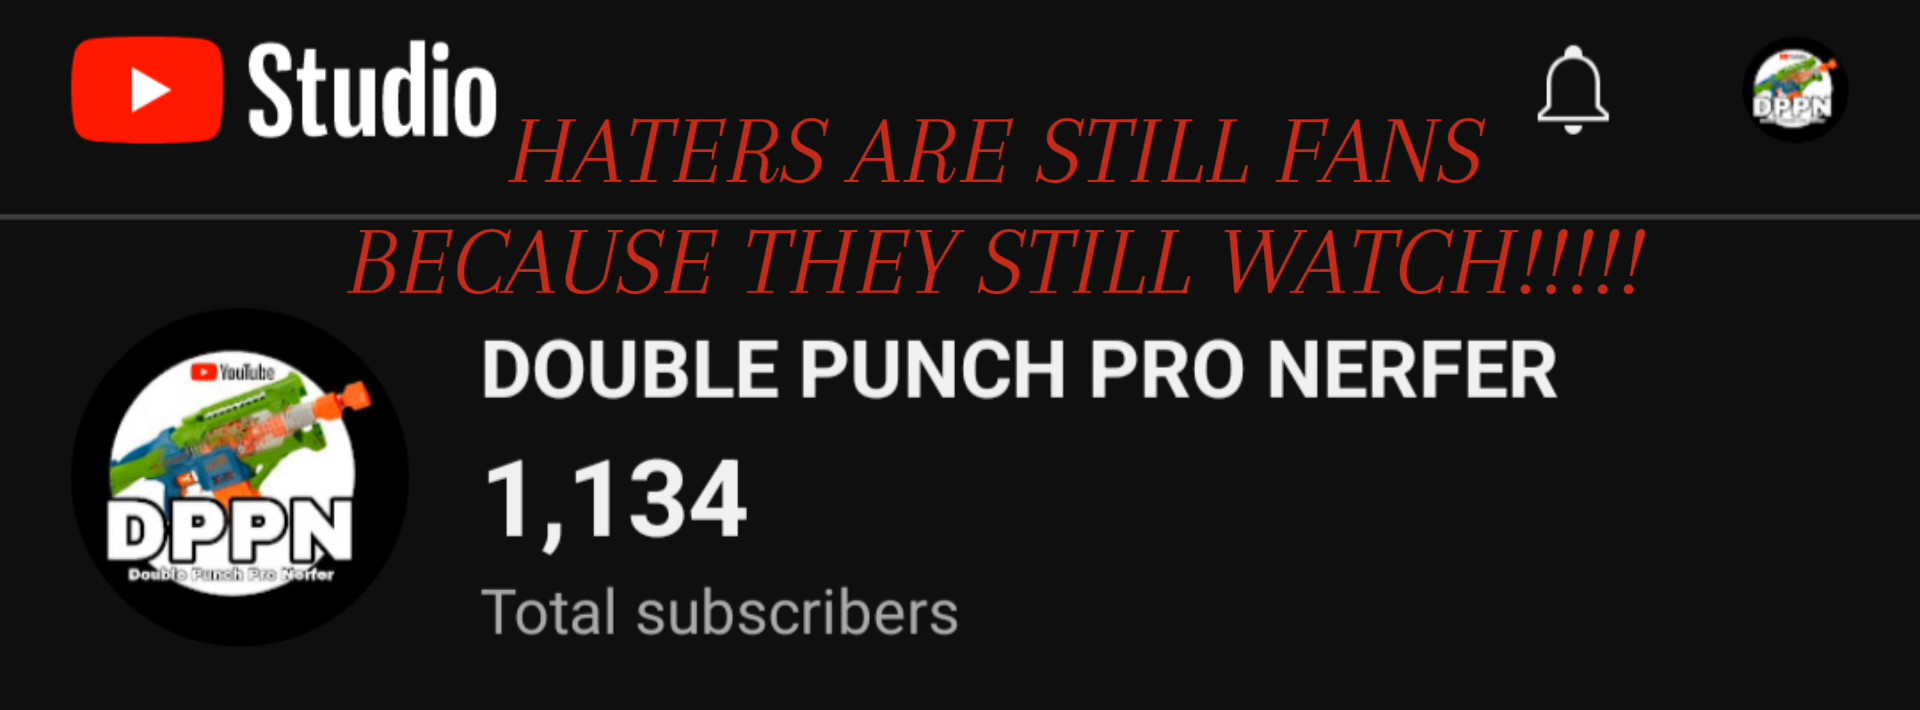 Studio
HATERS ARE STILL FANS
BECAUSE THEY STILL WATCH!!!!!
DPPN
YouTube
DPPN
Double Punch Pro Nerfer
DOUBLE PUNCH PRO NERFER
1,134
Total subscribers